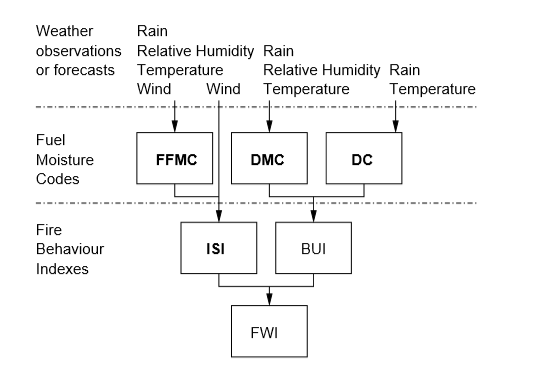 Weather
observations
or forecasts
Rain
Relative Humidity
Temperature
Wind
Wind
Rain
Relative Humidity
Temperature
Rain
Temperature
Fuel
Moisture
Codes
FFMC
DMC
DC
Fire
Behaviour
Indexes
ISI
BUI
FWI